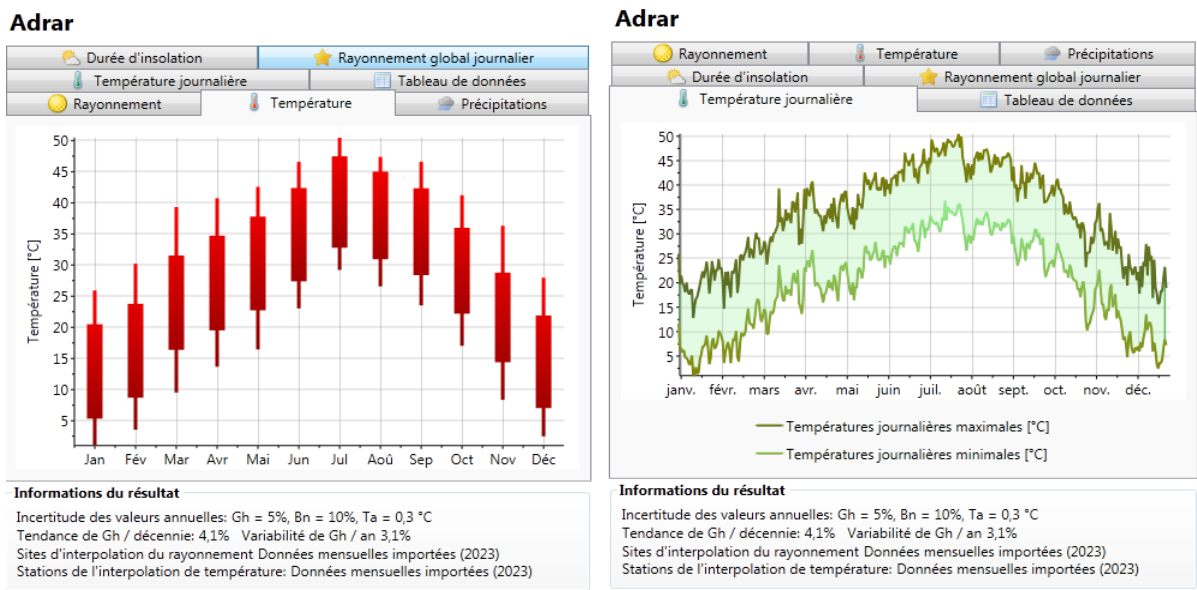 Adrar
Durée d'insolation
Rayonnement global journalier
Température journalière
Tableau de données
Rayonnement
Température
Précipitations
50
45
40
35
30
25
20
15
10
5
Température [°C]
Jan Fév Mar Avr Mai Jun Jul Aoû Sep Oct Nov Déc
Informations du résultat
Incertitude des valeurs annuelles: Gh = 5%, Bn = 10%, Ta = 0,3 °C
Tendance de Gh / décennie: 4,1% Variabilité de Gh / an 3,1%
Sites d'interpolation du rayonnement Données mensuelles importées (2023)
Stations de l'interpolation de température: Données mensuelles importées (2023)
Adrar
Rayonnement
Température
Précipitations
Durée d'insolation
Rayonnement global journalier
Température journalière
Tableau de données
50
45
40
35
30
25
20
15
10
5
Température [°C]
janv. févr. mars avr. mai juin juil. août sept. oct. nov. déc.
Températures journalières maximales [°C]
Températures journalières minimales [°C]
Informations du résultat
Incertitude des valeurs annuelles: Gh = 5%, Bn = 10%, Ta = 0,3 °C
Tendance de Gh / décennie: 4,1% Variabilité de Gh / an 3,1%
Sites d'interpolation du rayonnement Données mensuelles importées (2023)
Stations de l'interpolation de température: Données mensuelles importées (2023)